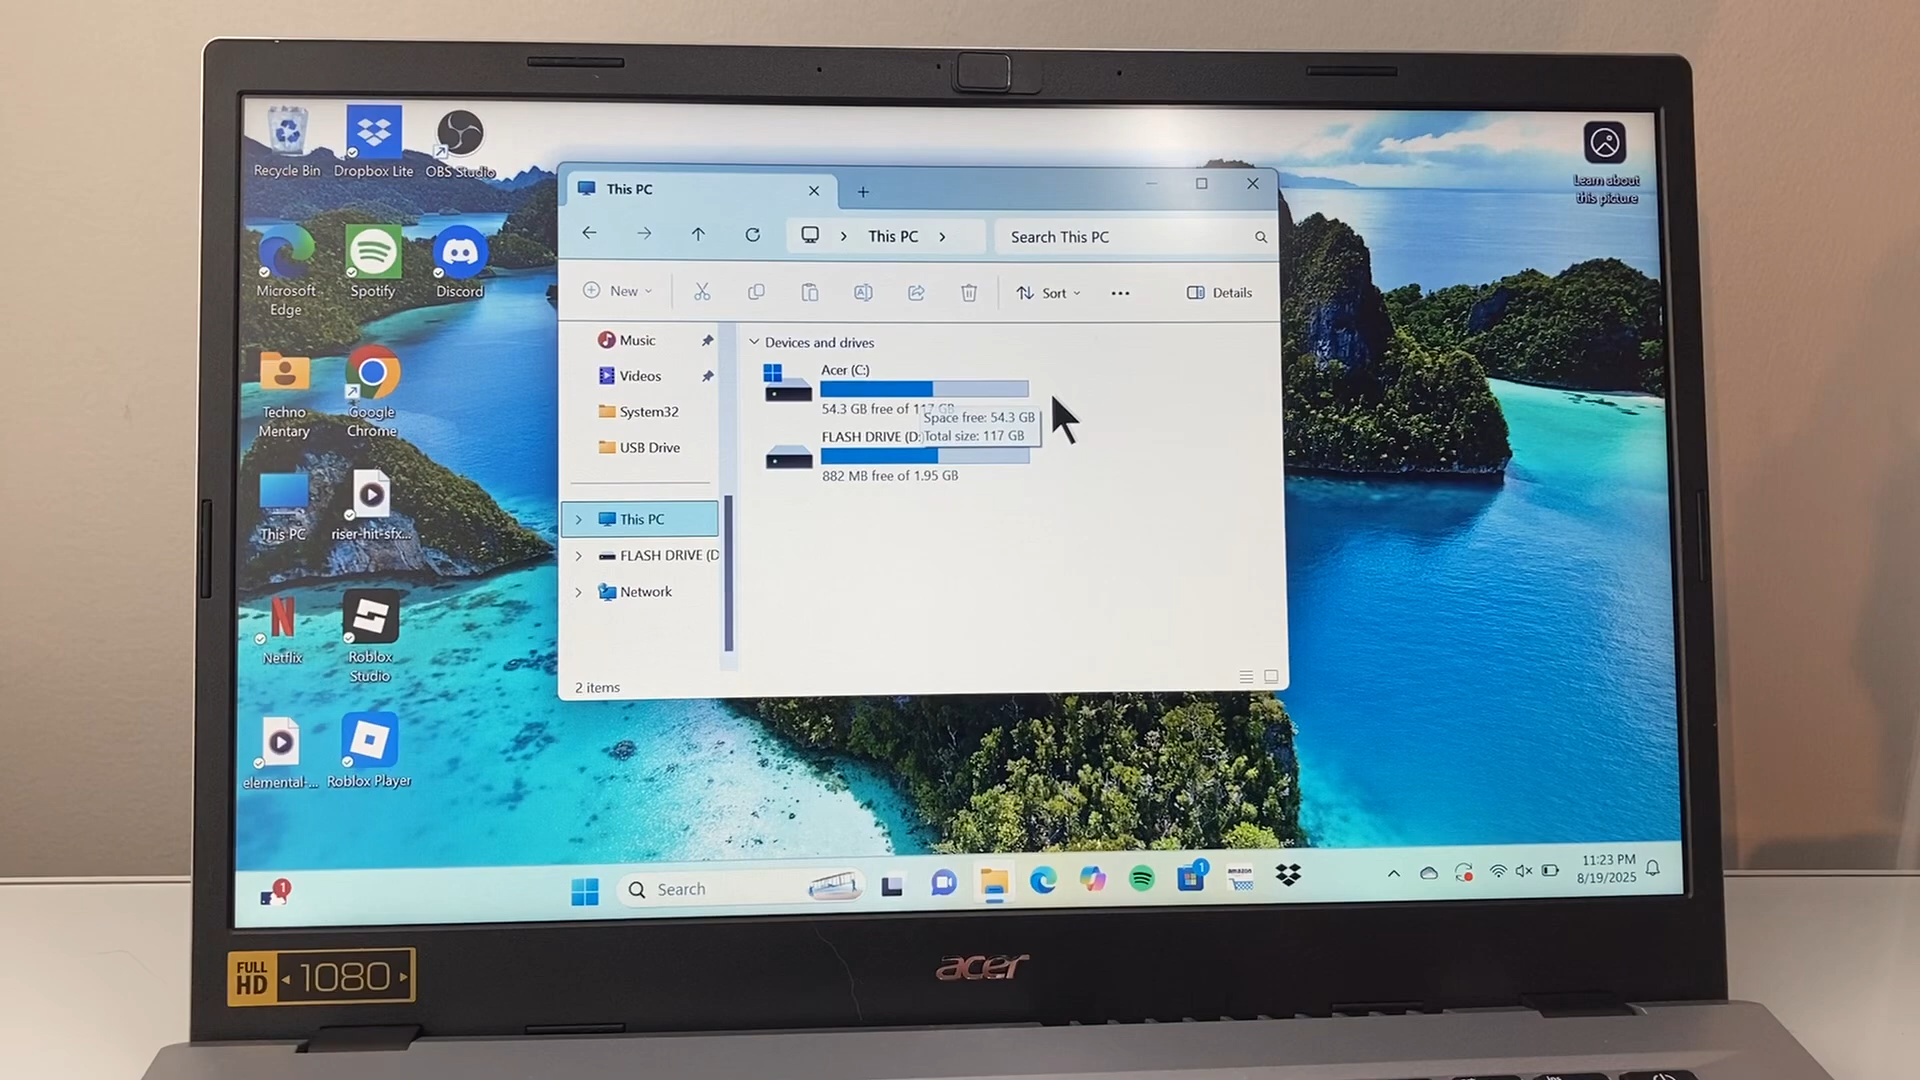 Recycle Bin
Dropbox Lite
OBS Studio
Learn about
this picture
Microsoft
Edge
Spotify
Discord
Techno
Mentary
Google
Chrome
This PC
riser-hit-sfx...
Netflix
Roblox
Studio
elemental-...
Roblox Player
This PC
This PC
Search This PC
New
Sort
Details
Music
Videos
System32
USB Drive
This PC
FLASH DRIVE (D
Network
Devices and drives
Acer (C:)
54.3 GB free of 117 GB
Space free: 54.3 GB
Total size: 117 GB
FLASH DRIVE (D:
882 MB free of 1.95 GB
2 items
1
Search
1
amazon
11:23 PM
8/19/2025
FULL
HD
1080
acer
Ins